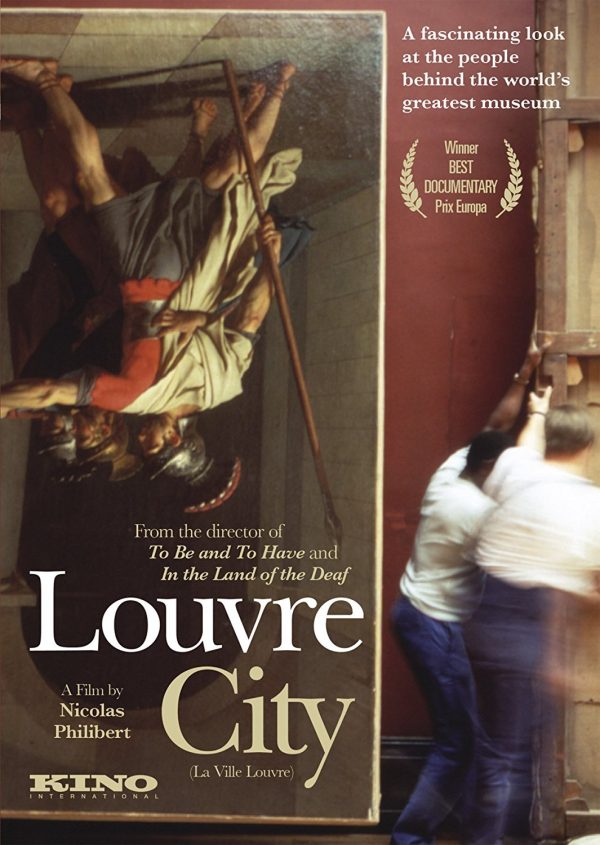 A fascinating look
at the people
behind the world's
greatest museum
Winner
BEST
DOCUMENTARY
Prix Europa
From the director of
To Be and To Have and
In the Land of the Deaf
Louvre
City
A Film by
Nicolas
Philibert
(La Ville Louvre)
KINO
INTERNATIONAL